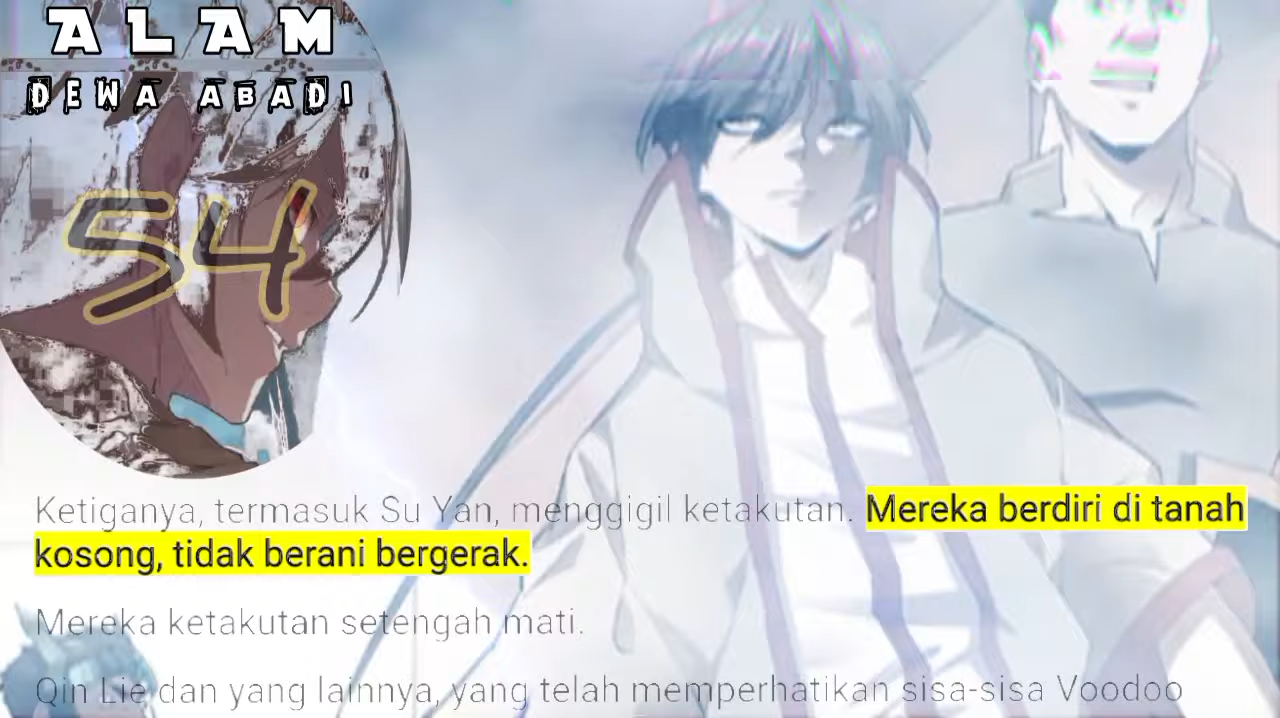 ALAM
DEWA ABADI
54
Ketiganya, termasuk Su Yan, menggigil ketakutan. Mereka berdiri di tanah
kosong, tidak berani bergerak.
Mereka ketakutan setengah mati.
Qin Lie dan yang lainnya, yang telah memperhatikan sisa-sisa Voodoo